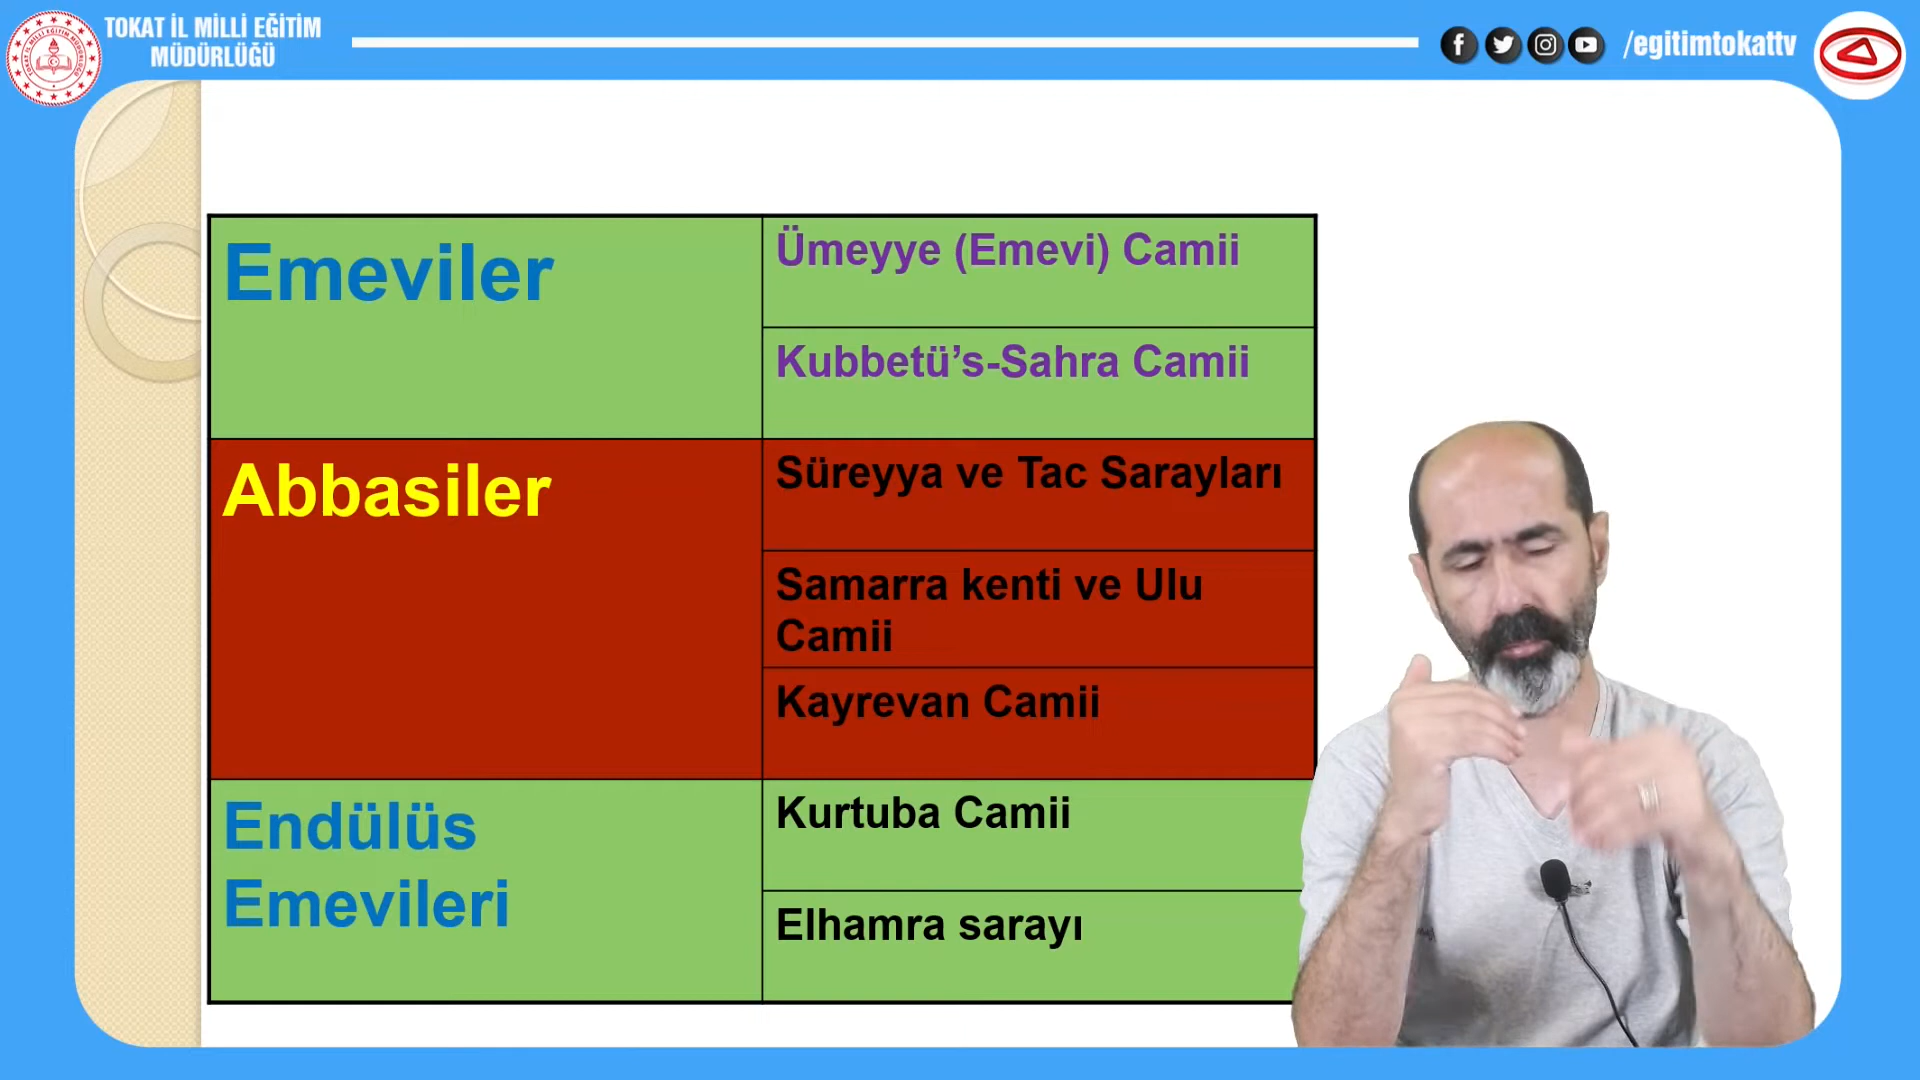 TOKAT İL MİLLİ EĞİTİM
MÜDÜRLÜĞÜ
/egitimtokattv
Emeviler
Ümeyye (Emevi) Camii
Kubbetü’s-Sahra Camii
Abbasiler
Süreyya ve Tac Sarayları
Samarra kenti ve Ulu
Camii
Kayrevan Camii
Endülüs
Emevileri
Kurtuba Camii
Elhamra sarayı